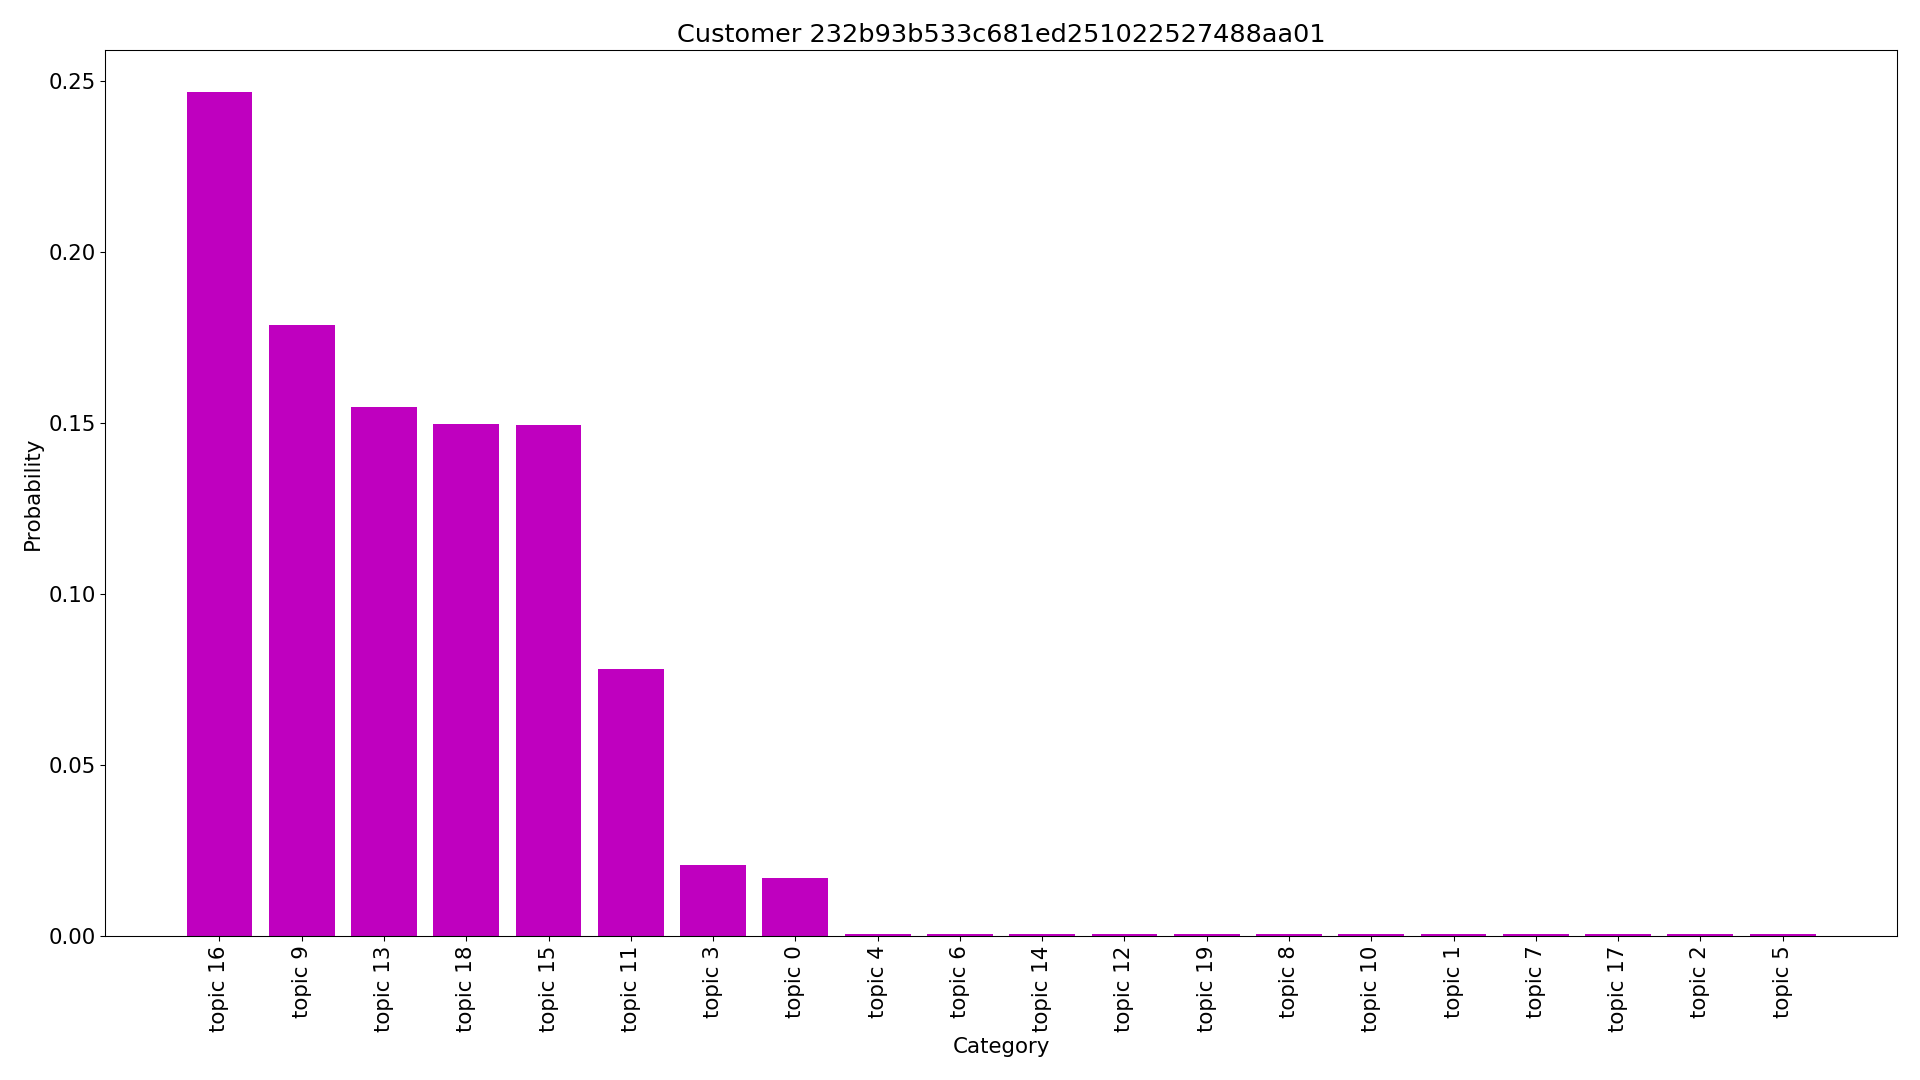 Customer 232b93b533c681ed251022527488aa01
0.25
0.20
0.15
0.10
0.05
0.00
Probability
topic 16
topic 9
topic 13
topic 18
topic 15
topic 11
topic 3
topic 0
topic 4
topic 6
topic 14
topic 12
topic 19
topic 8
topic 10
topic 1
topic 7
topic 17
topic 2
topic 5
Category